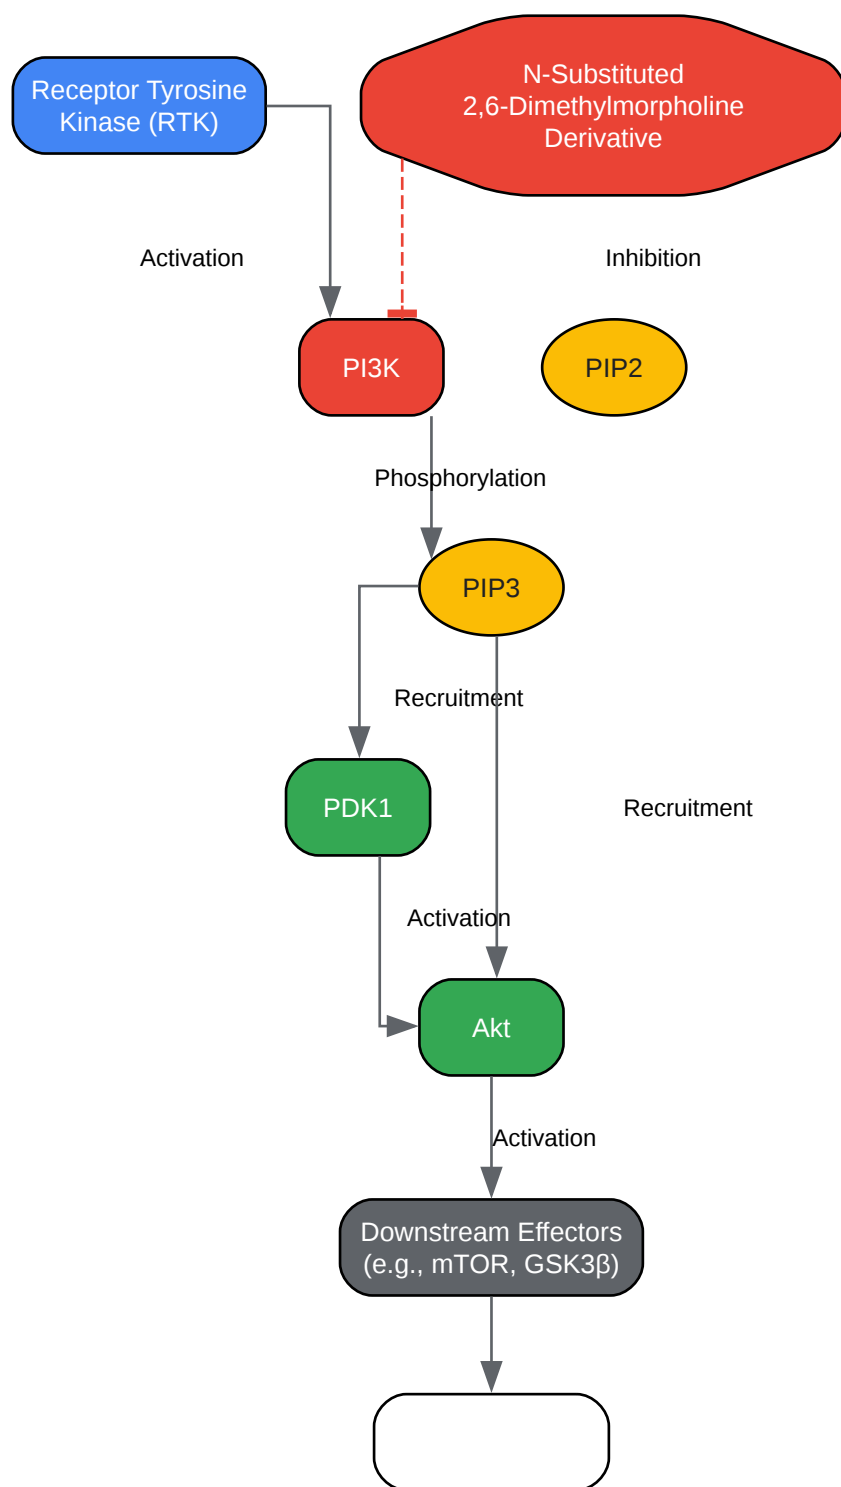 Receptor Tyrosine
Kinase (RTK)
N-Substituted
2,6-Dimethylmorpholine
Derivative
Activation
Inhibition
PI3K
PIP2
Phosphorylation
PIP3
Recruitment
PDK1
Recruitment
Activation
Akt
Activation
Downstream Effectors
(e.g., mTOR, GSK3β)